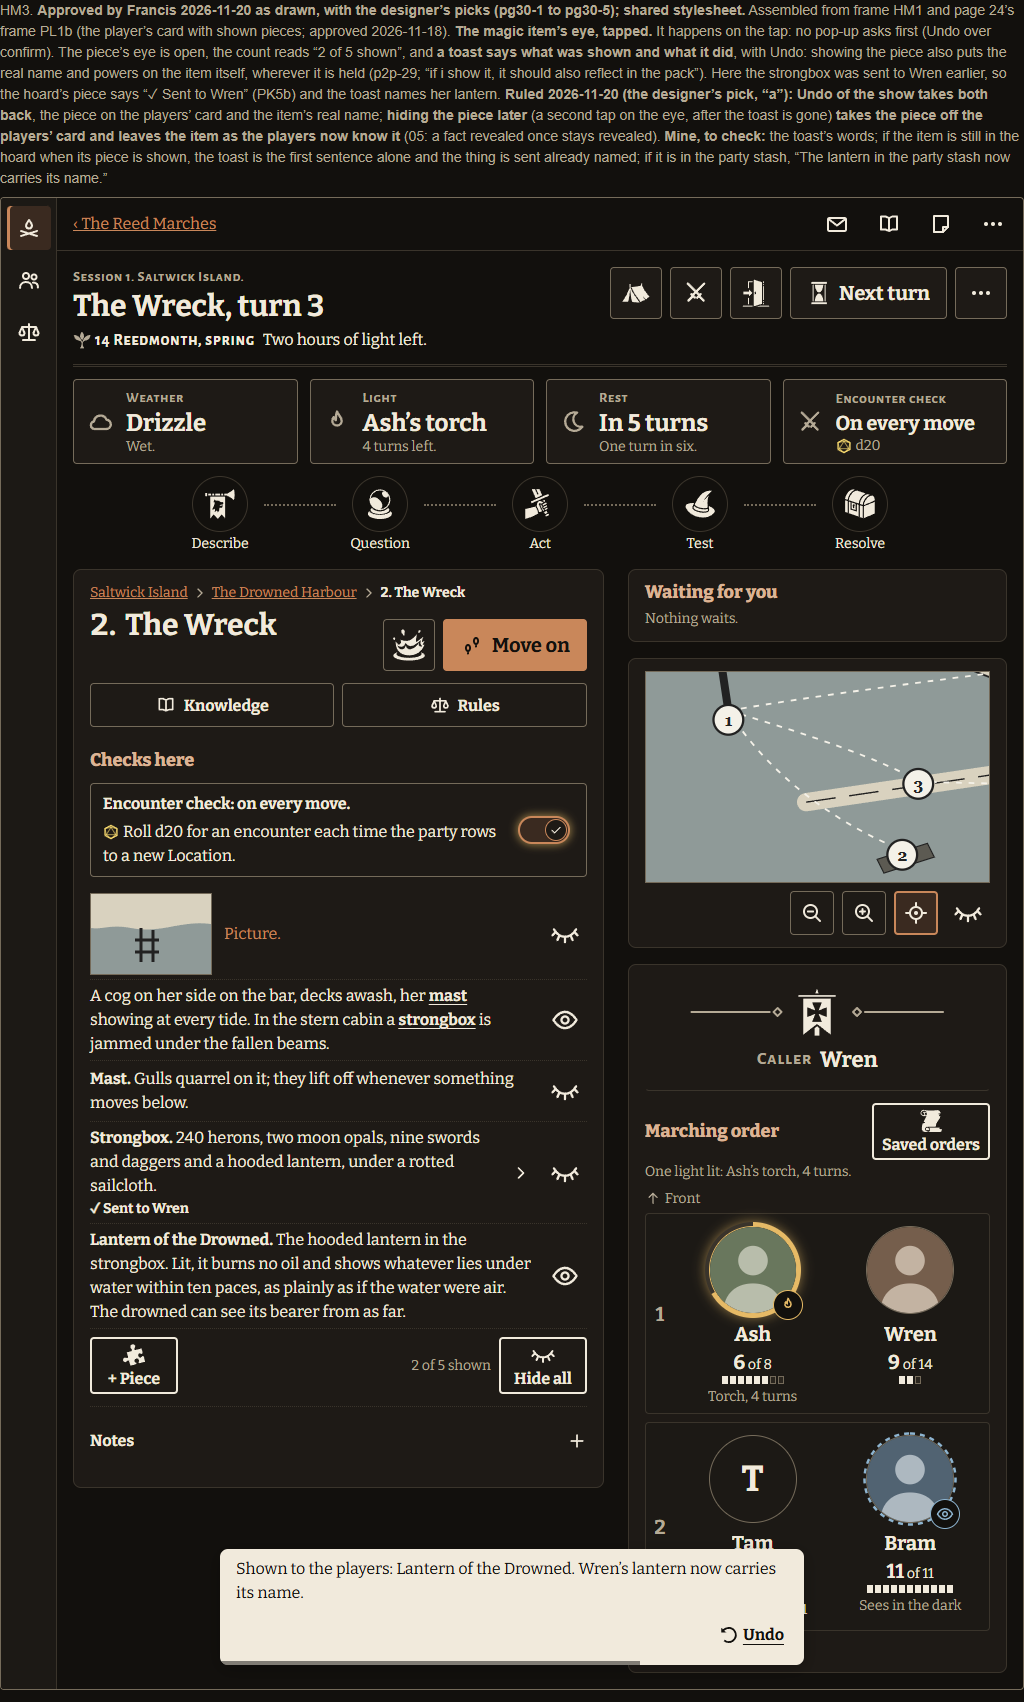 HM3. Approved by Francis 2026-11-20 as drawn, with the designer’s picks (pg30-1 to pg30-5); shared stylesheet. Assembled from frame HM1 and page 24’s
frame PL1b (the player’s card with shown pieces; approved 2026-11-18). The magic item’s eye, tapped. It happens on the tap: no pop-up asks first (Undo over
confirm). The piece’s eye is open, the count reads “2 of 5 shown”, and a toast says what was shown and what it did, with Undo: showing the piece also puts the
real name and powers on the item itself, wherever it is held (p2p-29; “if i show it, it should also reflect in the pack”). Here the strongbox was sent to Wren earlier, so
the hoard’s piece says “✓ Sent to Wren” (PK5b) and the toast names her lantern. Ruled 2026-11-20 (the designer’s pick, “a”): Undo of the show takes both
back, the piece on the players’ card and the item’s real name; hiding the piece later (a second tap on the eye, after the toast is gone) takes the piece off the
players’ card and leaves the item as the players now know it (05: a fact revealed once stays revealed). Mine, to check: the toast’s words; if the item is still in the
hoard when its piece is shown, the toast is the first sentence alone and the thing is sent already named; if it is in the party stash, “The lantern in the party stash now
carries its name.”
‹ The Reed Marches
Session 1. Saltwick Island.
The Wreck, turn 3
14 Reedmonth, spring Two hours of light left.
Next turn
Weather
Drizzle
Wet.
Light
Ash’s torch
4 turns left.
Rest
In 5 turns
One turn in six.
Encounter check
On every move
d20
Describe
Question
Act
Test
Resolve
Saltwick Island › The Drowned Harbour › 2. The Wreck
2. The Wreck
Move on
Knowledge
Rules
Checks here
Encounter check: on every move.
Roll d20 for an encounter each time the party rows
to a new Location.
Picture.
A cog on her side on the bar, decks awash, her mast
showing at every tide. In the stern cabin a strongbox is
jammed under the fallen beams.
Mast. Gulls quarrel on it; they lift off whenever something
moves below.
Strongbox. 240 herons, two moon opals, nine swords
and daggers and a hooded lantern, under a rotted
sailcloth.
✓ Sent to Wren
Lantern of the Drowned. The hooded lantern in the
strongbox. Lit, it burns no oil and shows whatever lies under
water within ten paces, as plainly as if the water were air.
The drowned can see its bearer from as far.
+ Piece
2 of 5 shown
Hide all
Notes
Waiting for you
Nothing waits.
1
3
2
Caller Wren
Marching order
Saved orders
One light lit: Ash’s torch, 4 turns.
↑ Front
1
Ash
6 of 8
Torch, 4 turns
Wren
9 of 14
2
T
Tam
Bram
11 of 11
Sees in the dark
Shown to the players: Lantern of the Drowned. Wren’s lantern now carries
its name.
Undo